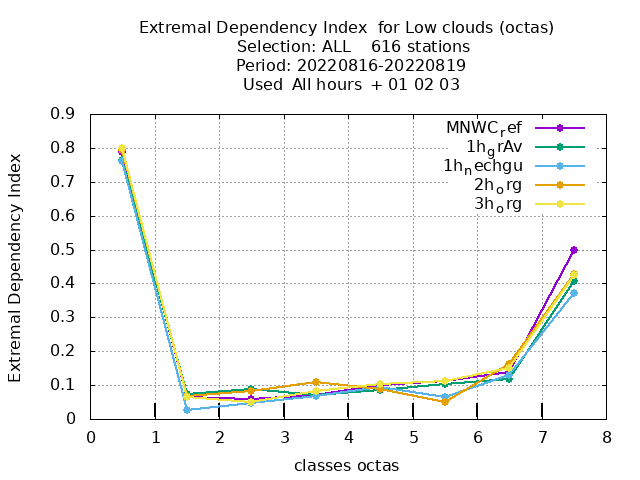 Extremal Dependency Index  for Low clouds (octas)
Selection: ALL    616 stations
Period: 20220816-20220819
Used  All hours  + 01 02 03
Extremal Dependency Index
0.9
0.8
0.7
0.6
0.5
0.4
0.3
0.2
0.1
0
MNWC_ref
1h_grAv
1h_nechgu
2h_org
3h_org
0 1 2 3 4 5 6 7 8
classes octas